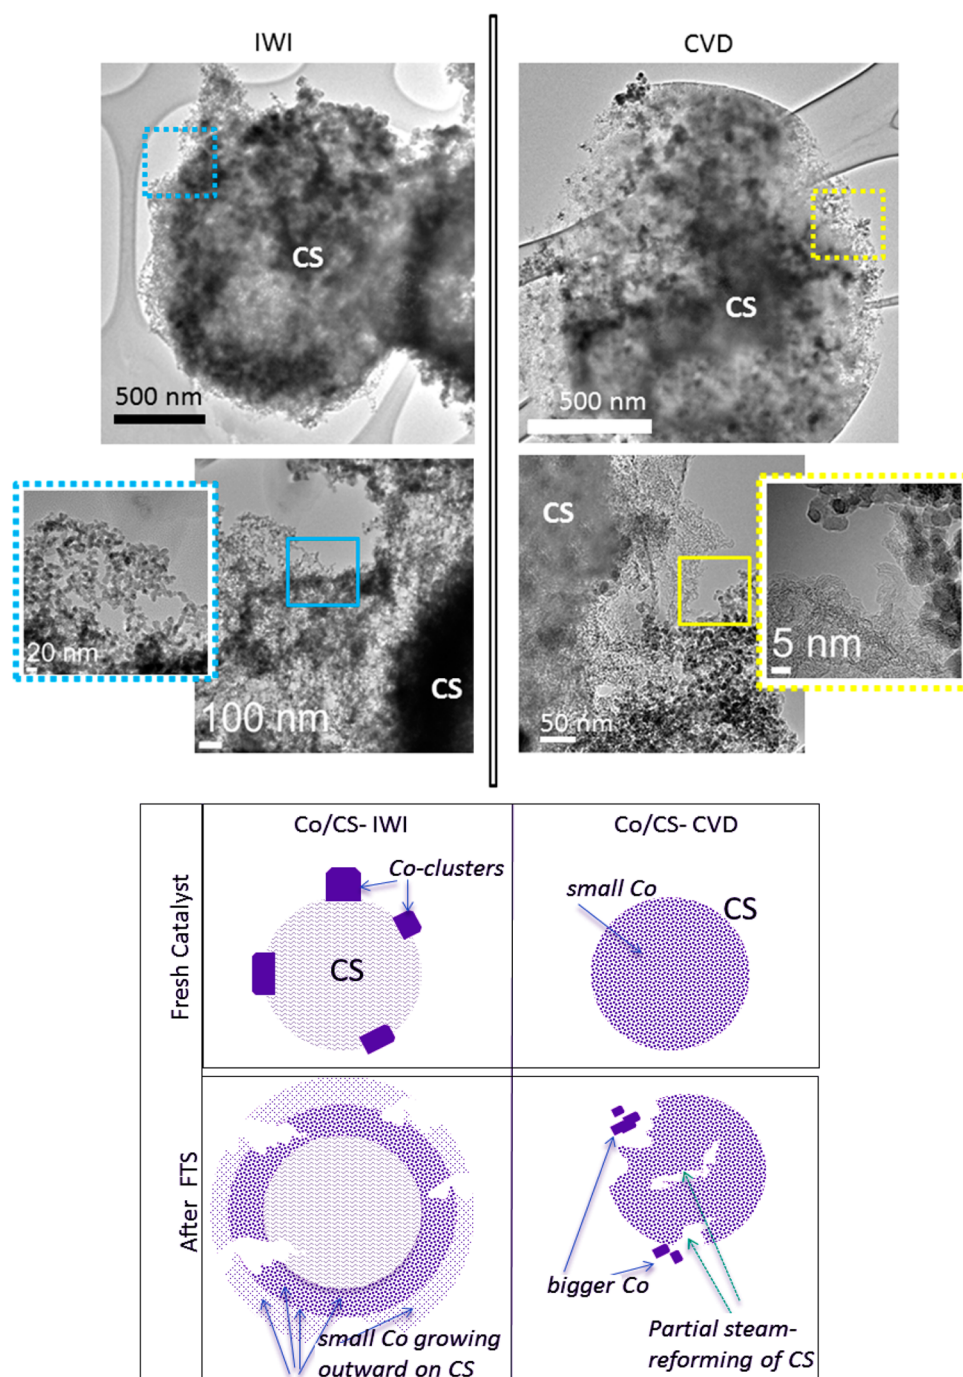 IWI
CVD
CS
CS
500 nm
500 nm
20 nm
CS
100 nm
CS
50 nm
5 nm
Co/CS- IWI
Co/CS- CVD
Fresh Catalyst
Co-clusters
CS
small Co
CS
After FTS
small Co growing
outward on CS
bigger Co
Partial steam-
reforming of CS